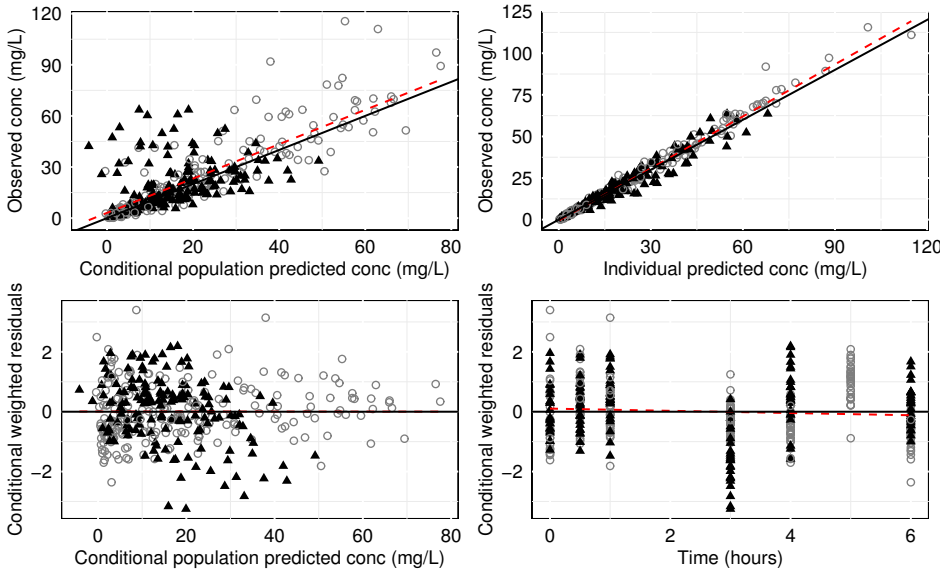 Observed conc (mg/L)
120
90
60
30
0
0 20 40 60 80
Conditional population predicted conc (mg/L)
Observed conc (mg/L)
125
100
75
50
25
0
0 30 60 90 120
Individual predicted conc (mg/L)
Conditional weighted residuals
2
0
−2
0 20 40 60 80
Conditional population predicted conc (mg/L)
Conditional weighted residuals
2
0
−2
0 2 4 6
Time (hours)